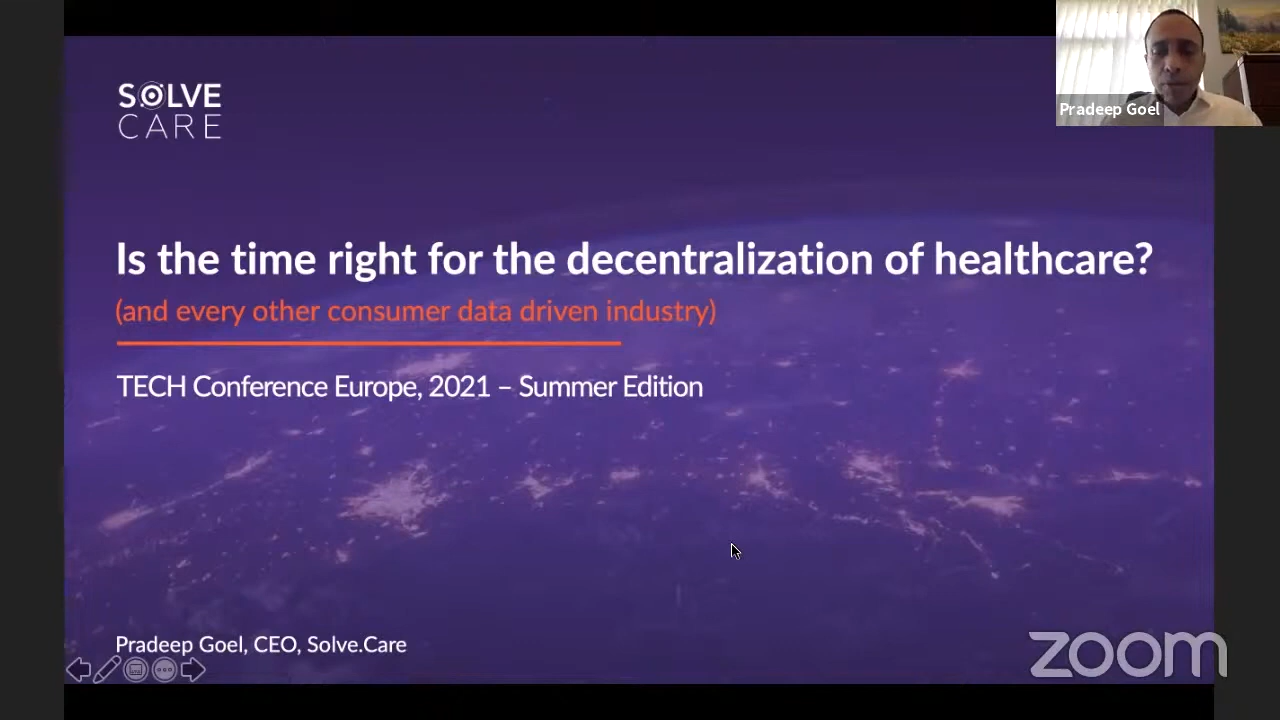 SOLVE
CARE
Pradeep Goel
Is the time right for the decentralization of healthcare?
(and every other consumer data driven industry)
TECH Conference Europe, 2021 – Summer Edition
Pradeep Goel, CEO, Solve.Care
zoom